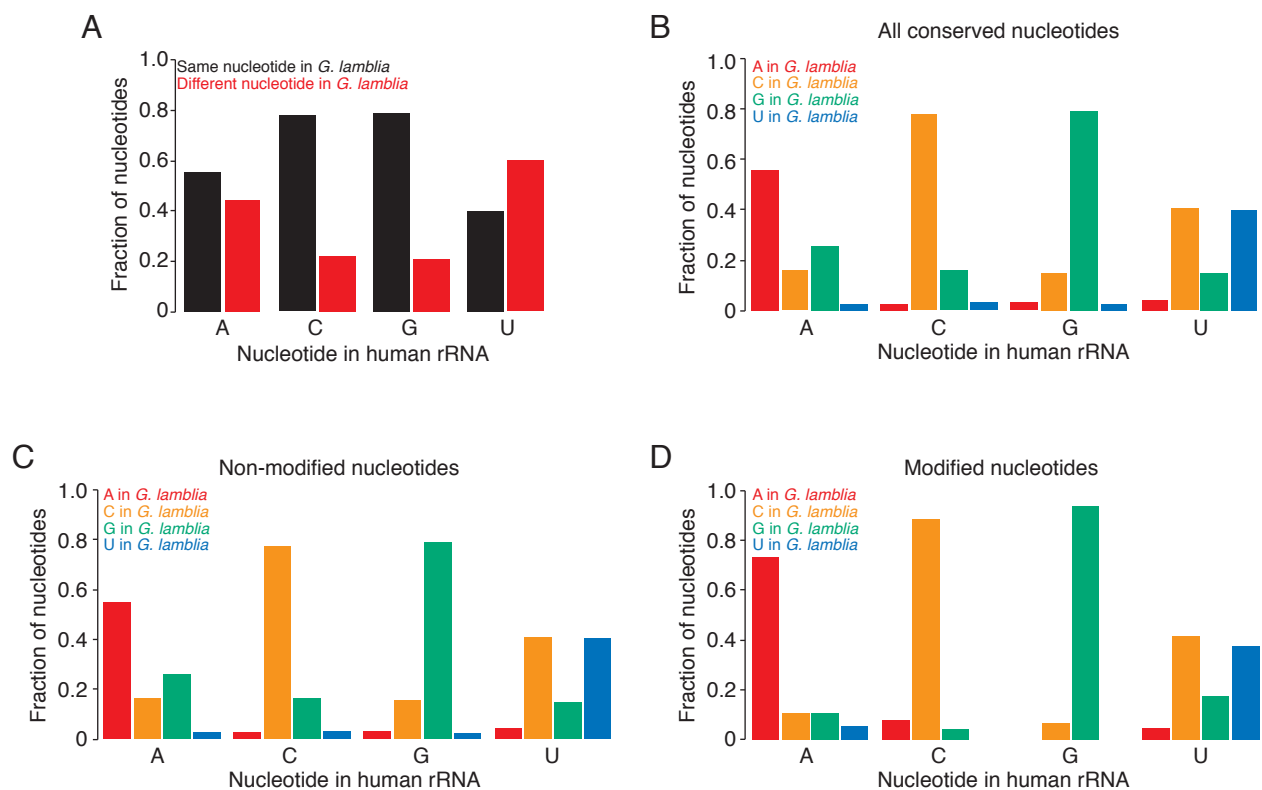 A
Same nucleotide in G. lamblia
Different nucleotide in G. lamblia
Fraction of nucleotides
1.0
0.8
0.6
0.4
0.2
0
A C G U
Nucleotide in human rRNA
B
All conserved nucleotides
A in G. lamblia
C in G. lamblia
G in G. lamblia
U in G. lamblia
Fraction of nucleotides
1.0
0.8
0.6
0.4
0.2
0
A C G U
Nucleotide in human rRNA
C
Non-modified nucleotides
A in G. lamblia
C in G. lamblia
G in G. lamblia
U in G. lamblia
Fraction of nucleotides
1.0
0.8
0.6
0.4
0.2
0
A C G U
Nucleotide in human rRNA
D
Modified nucleotides
A in G. lamblia
C in G. lamblia
G in G. lamblia
U in G. lamblia
Fraction of nucleotides
1.0
0.8
0.6
0.4
0.2
0
A C G U
Nucleotide in human rRNA